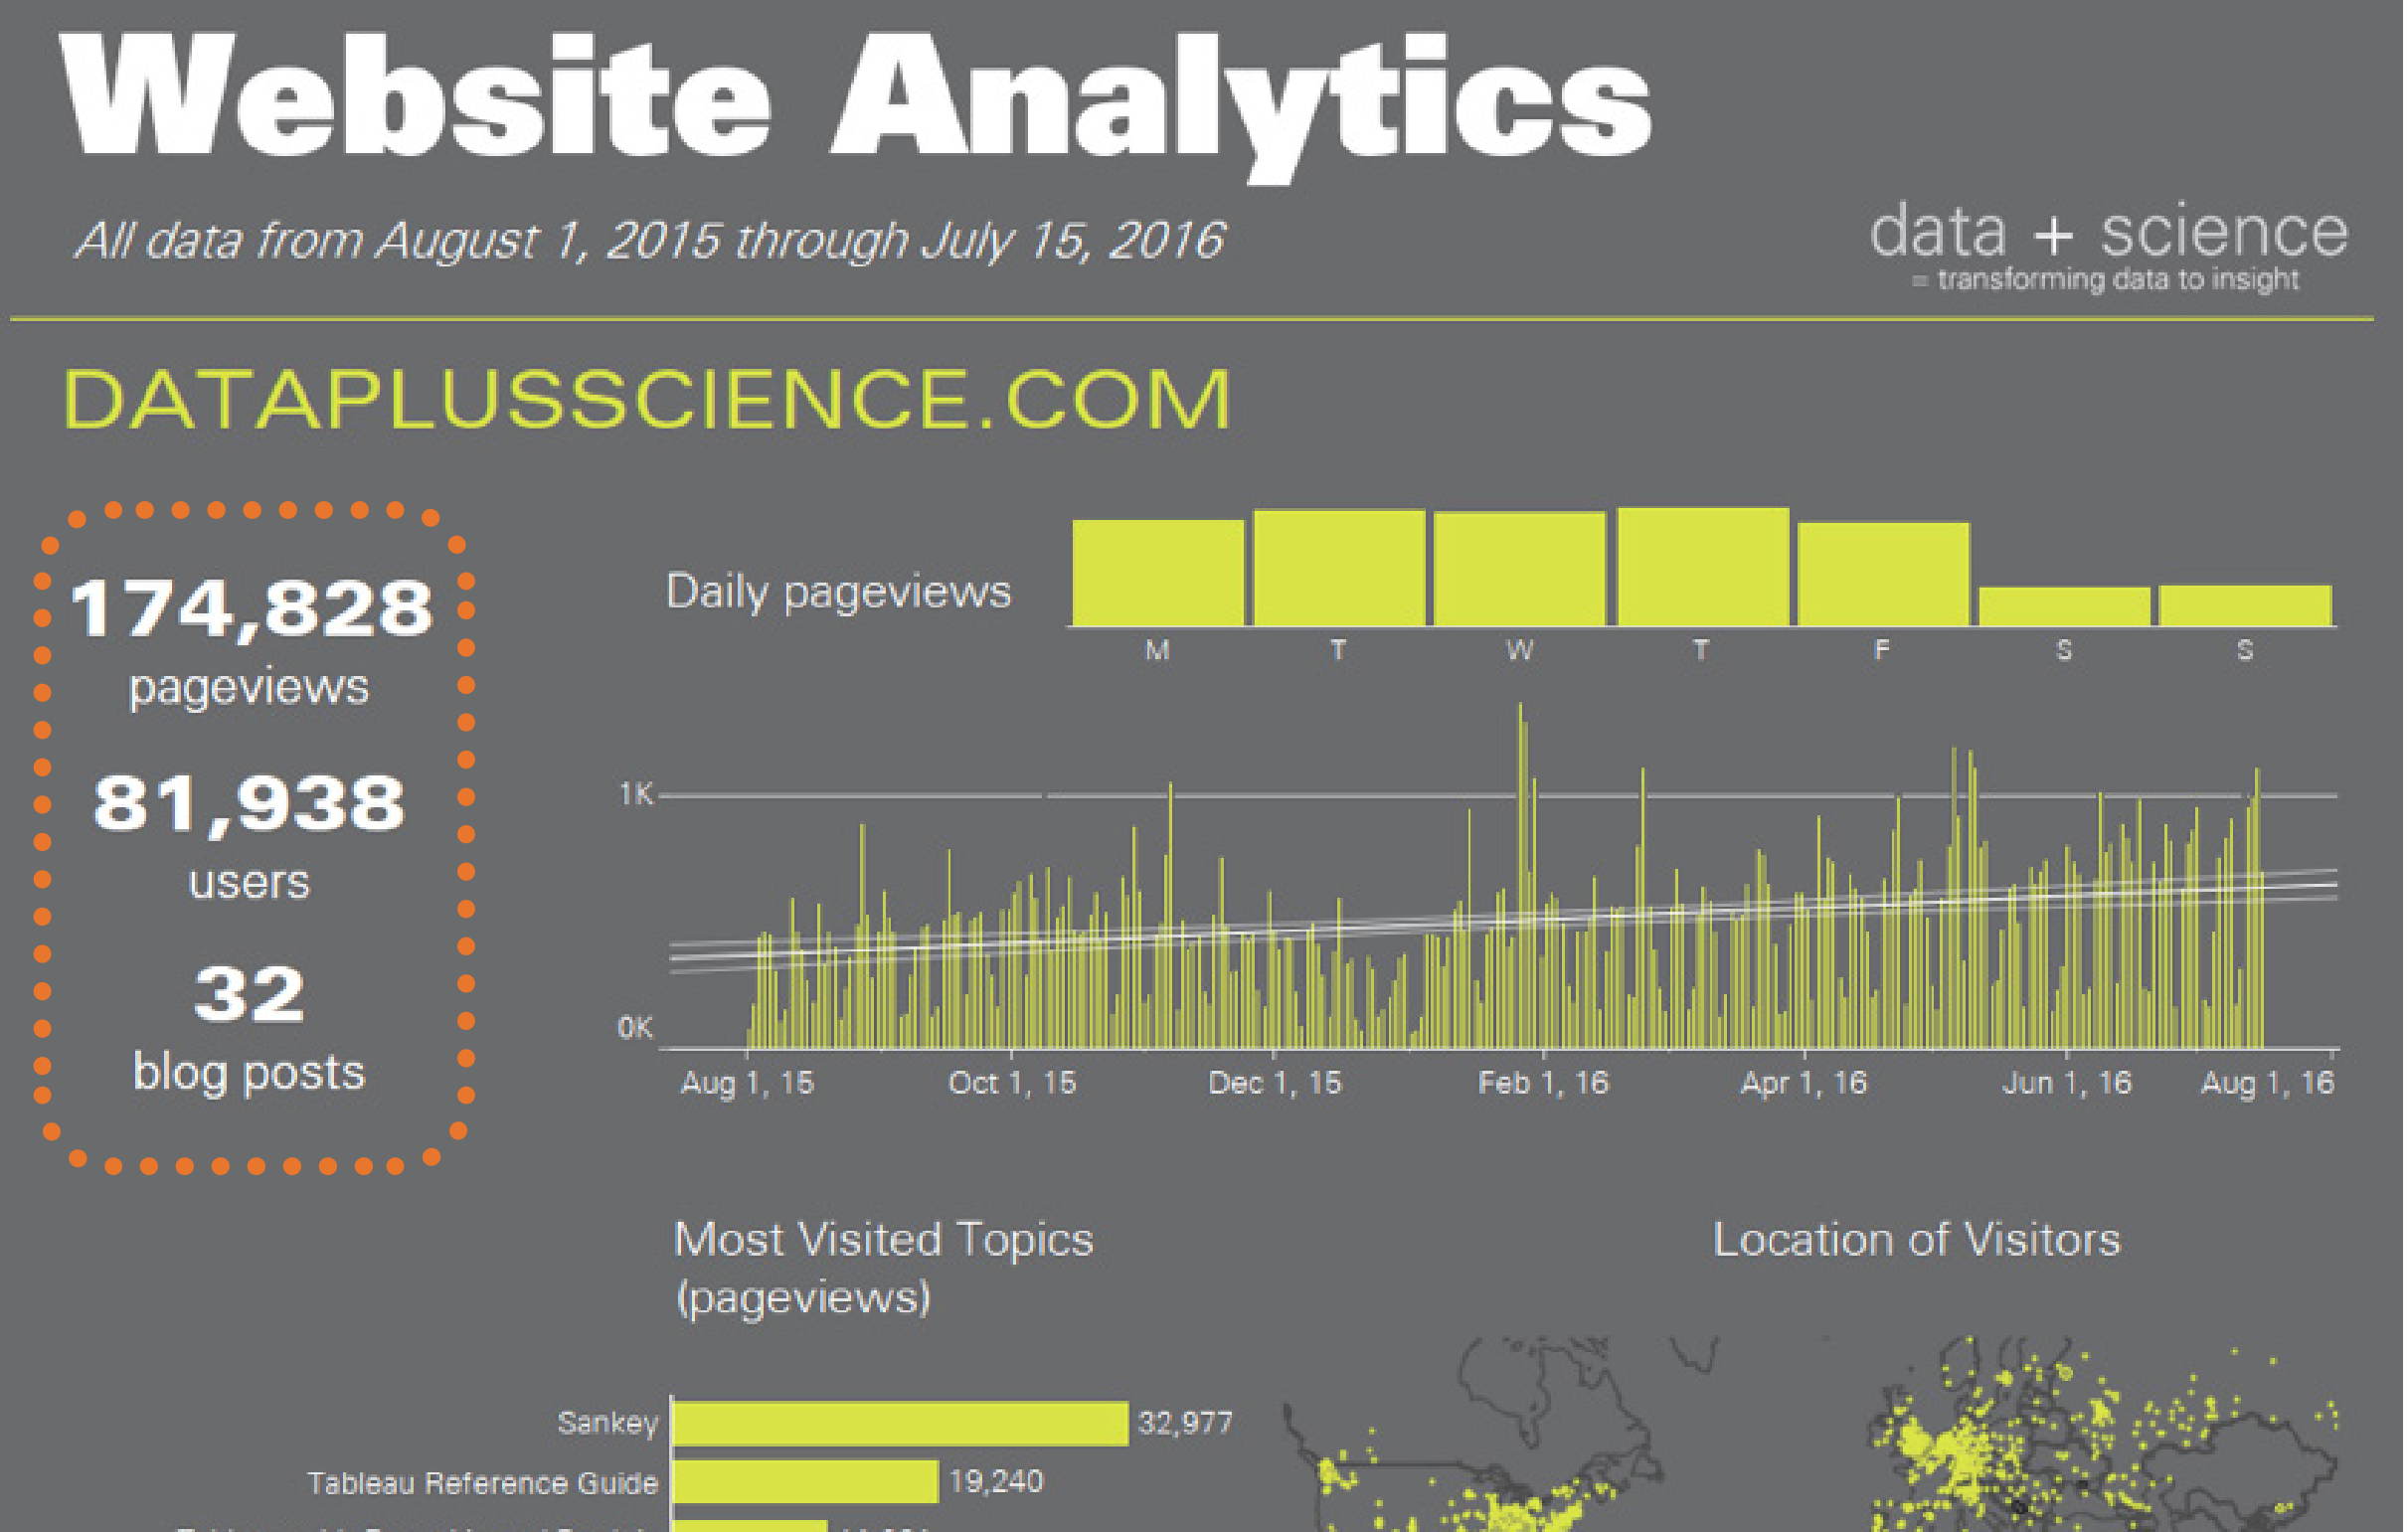 Website Analytics
All data from August 1, 2015 through July 15, 2016
data + science
= transforming data to insight
DATAPLUSSCIENCE.COM
174,828
pageviews
81,938
users
32
blog posts
Daily pageviews
M T W T F S S
1K
0K
Aug 1, 15 Oct 1, 15 Dec 1, 15 Feb 1, 16 Apr 1, 16 Jun 1, 16 Aug 1, 16
Most Visited Topics
(pageviews)
Location of Visitors
Sankey 32,977
Tableau Reference Guide 19,240